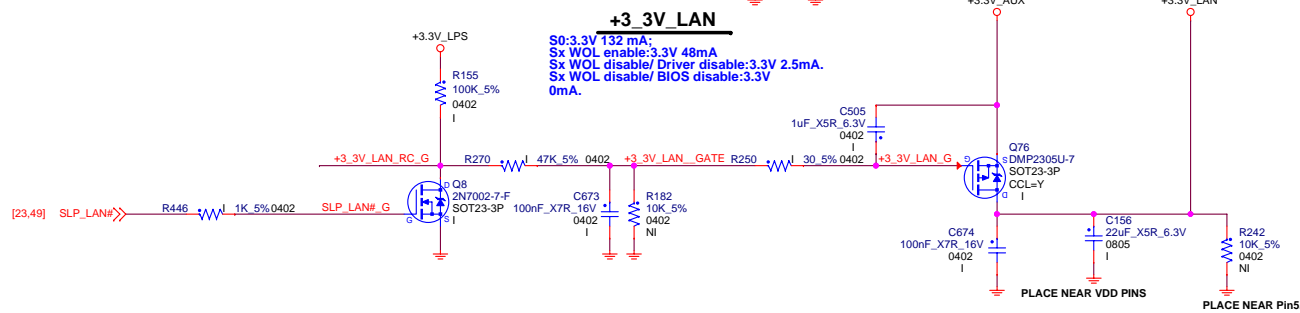 +3.3V_AUX
+3.3V_LAN
+3_3V_LAN
S0:3.3V 132 mA;
Sx WOL enable:3.3V 48mA
Sx WOL disable/ Driver disable:3.3V 2.5mA.
Sx WOL disable/ BIOS disable:3.3V
0mA.
+3.3V_LPS
R155
100K_5%
0402
I
C505
1uF_X5R_6.3V
0402
I
+3_3V_LAN_RC_G
R270
I
47K_5%
0402
+3_3V_LAN__GATE
R250
I
30_5%
0402
+3_3V_LAN_G
G
S
D
Q76
DMP2305U-7
SOT23-3P
CCL=Y
I
D
G
S
Q8
2N7002-7-F
SOT23-3P
I
[23,49]
SLP_LAN#
R446
I
1K_5%
0402
SLP_LAN#_G
C673
100nF_X7R_16V
0402
I
R182
10K_5%
0402
NI
C674
100nF_X7R_16V
0402
I
C156
22uF_X5R_6.3V
0805
I
R242
10K_5%
0402
NI
PLACE NEAR VDD PINS
PLACE NEAR Pin5